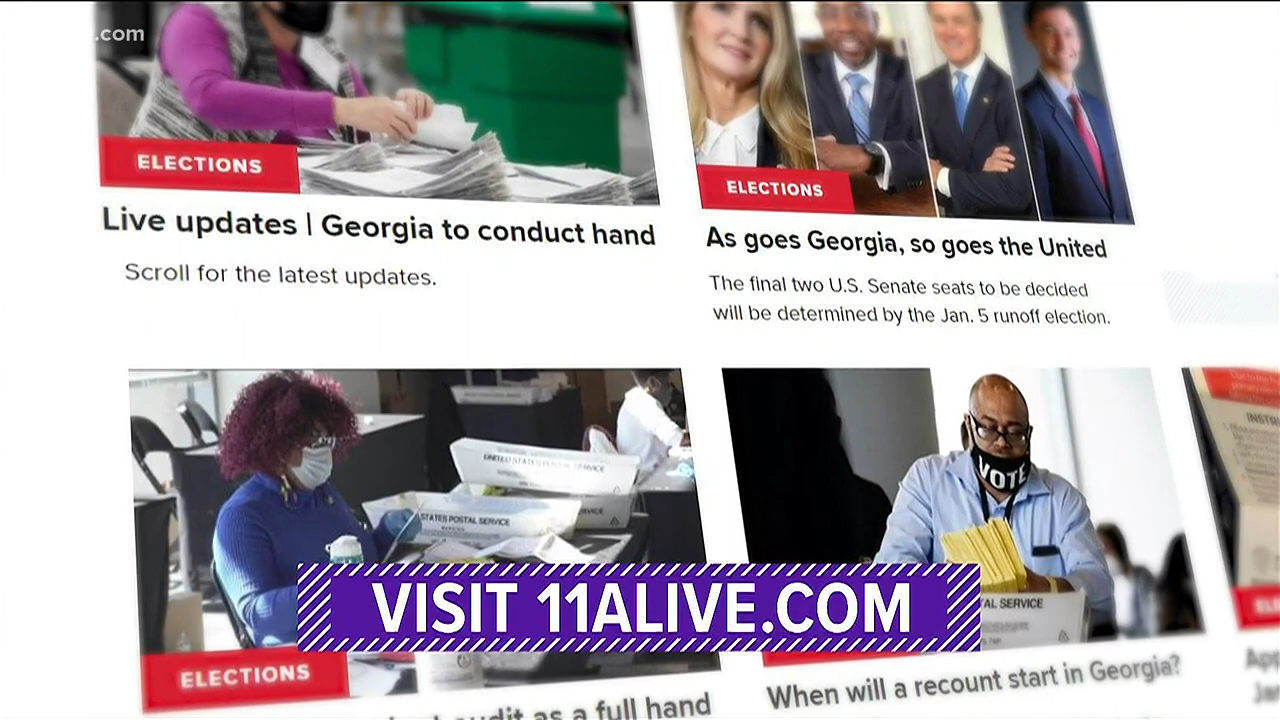 .com
ELECTIONS
Live updates | Georgia to conduct hand
Scroll for the latest updates.
ELECTIONS
As goes Georgia, so goes the United
The final two U.S. Senate seats to be decided
will be determined by the Jan. 5 runoff election.
UNITED STATES POSTAL SERVICE
STATES POSTAL SERVICE
VOTE
INSTR
VISIT 11ALIVE.COM
TAL SERVICE
ELECTIONS
audit as a full hand
When will a recount start in Georgia?